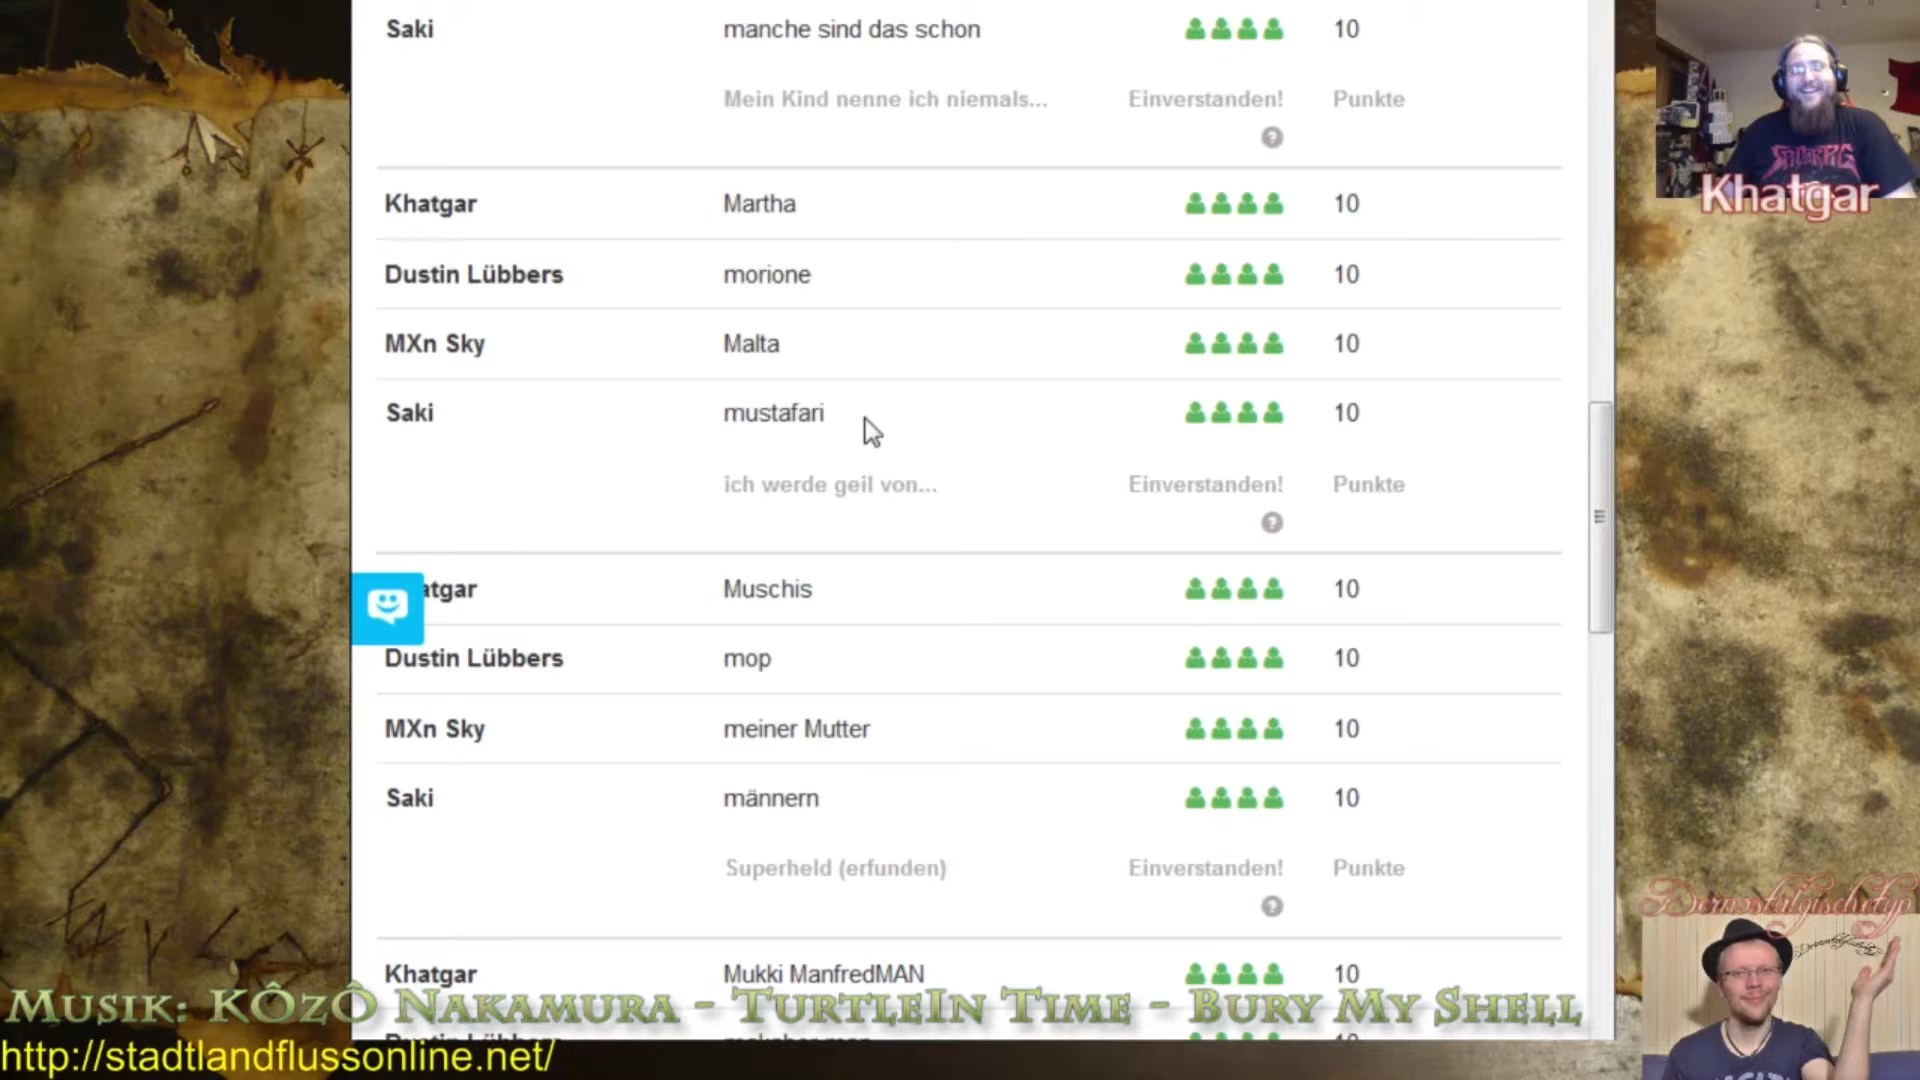 Saki manche sind das schon 10
Mein Kind nenne ich niemals... Einverstanden! Punkte
?
Khatgar Martha 10
Dustin Lübbers morione 10
MXn Sky Malta 10
Saki mustafari 10
ich werde geil von... Einverstanden! Punkte
?
atgar Muschis 10
Dustin Lübbers mop 10
MXn Sky meiner Mutter 10
Saki männern 10
Superheld (erfunden) Einverstanden! Punkte
?
Khatgar Mukki ManfredMAN 10
Khatgar
Dernostalgischetyp
Musik: KÔzÔ Nakamura - TurtleIn Time - Bury My Shell
http://stadtlandflussonline.net/